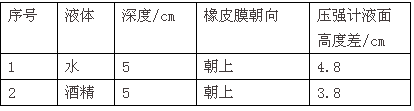 序号 液体 深度/cm 橡皮膜朝向 压强计液面
高度差/cm
1 水 5 朝上 4.8
2 酒精 5 朝上 3.8